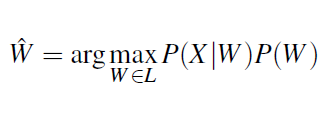 Ŵ = arg max P(X|W)P(W)
W∈L